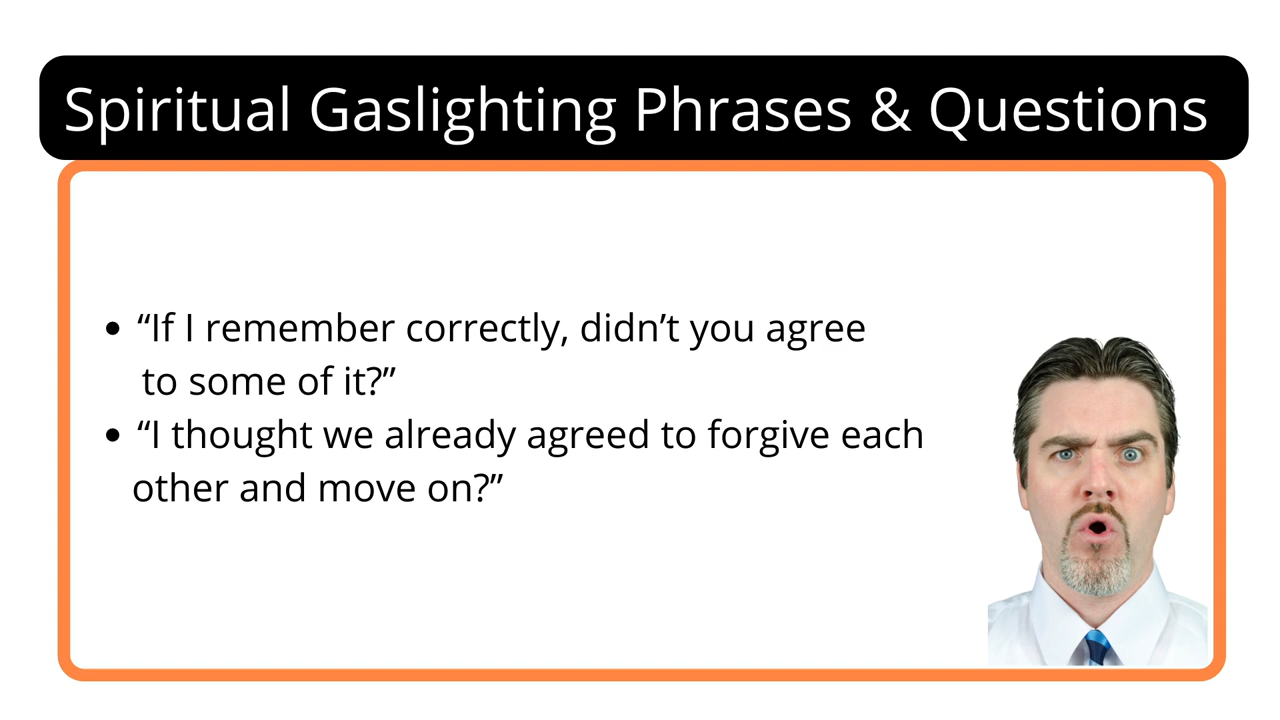 Spiritual Gaslighting Phrases & Questions
• “If I remember correctly, didn’t you agree
to some of it?”
• “I thought we already agreed to forgive each
other and move on?”